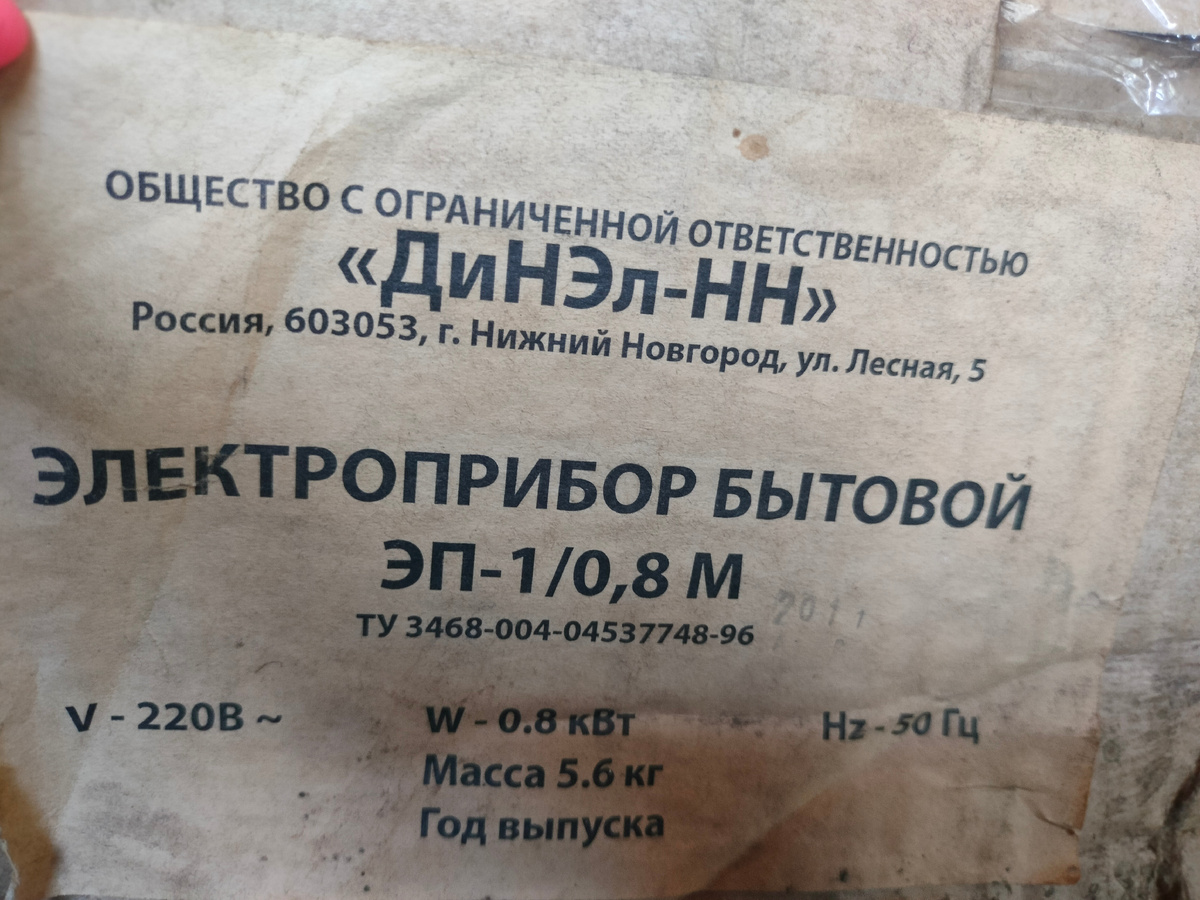 ОБЩЕСТВО С ОГРАНИЧЕННОЙ ОТВЕТСТВЕННОСТЬЮ
«ДиНЭл-НН»
Россия, 603053, г. Нижний Новгород, ул. Лесная, 5
ЭЛЕКТРОПРИБОР БЫТОВОЙ
ЭП-1/0,8 М
2011
ТУ 3468-004-04537748-96
V - 220В ~ W - 0.8 кВт Hz - 50 Гц
Масса 5.6 кг
Год выпуска